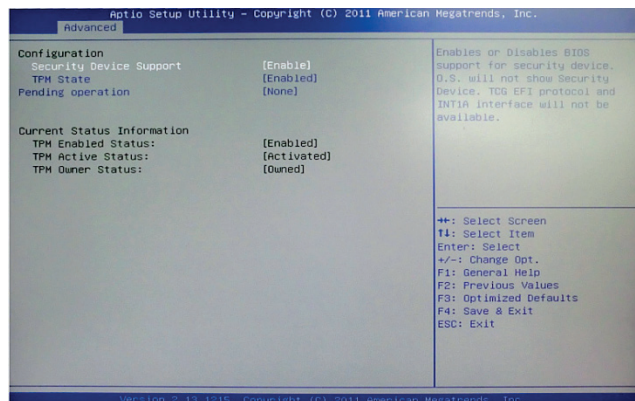 Aptio Setup Utility – Copyright (C) 2011 American Megatrends, Inc.
Advanced
Configuration
Security Device Support [Enable]
TPM State [Enabled]
Pending operation [None]
Current Status Information
TPM Enabled Status: [Enabled]
TPM Active Status: [Activated]
TPM Owner Status: [Owned]
Enables or Disables BIOS
support for security device.
O.S. will not show Security
Device. TCG EFI protocol and
INT1A interface will not be
available.
→←: Select Screen
↑↓: Select Item
Enter: Select
+/-: Change Opt.
F1: General Help
F2: Previous Values
F3: Optimized Defaults
F4: Save & Exit
ESC: Exit
Version 2.13.1215. Copyright (C) 2011 American Megatrends, Inc.